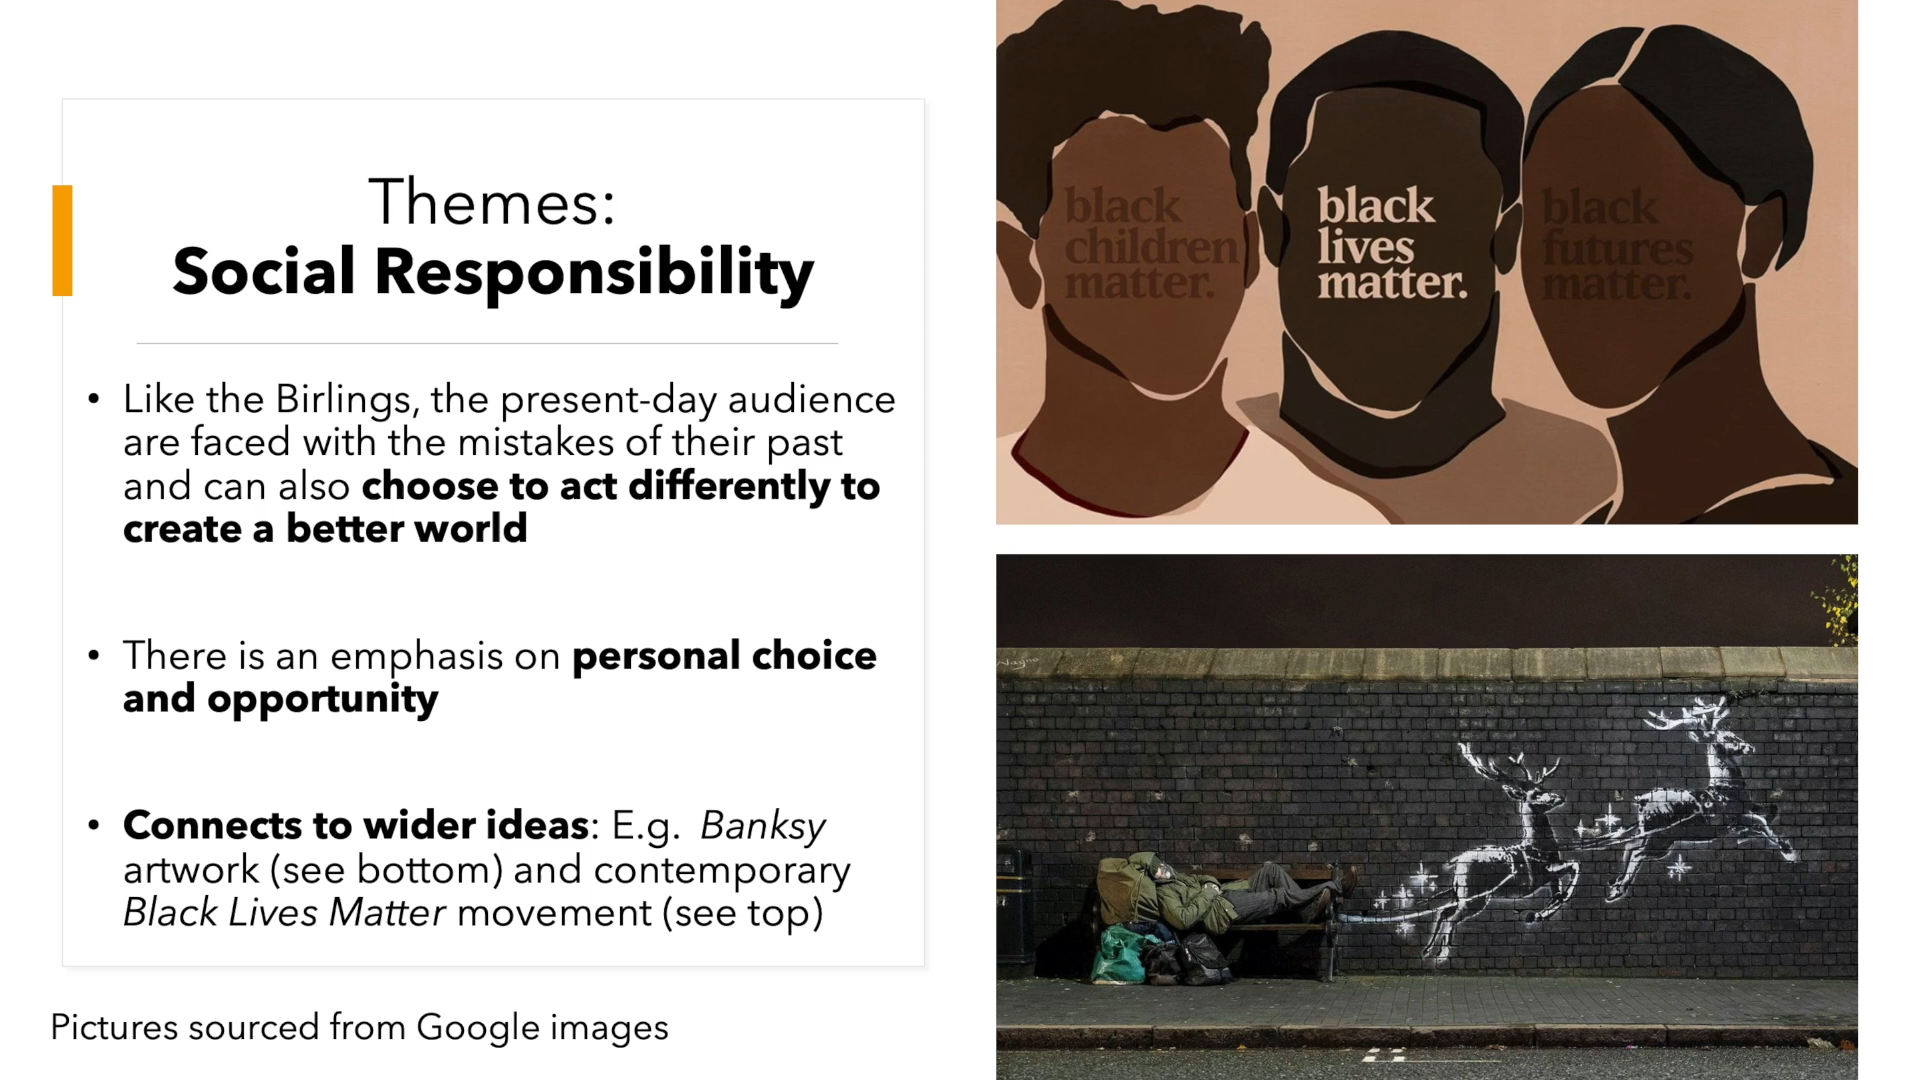 Themes:
Social Responsibility
• Like the Birlings, the present-day audience
are faced with the mistakes of their past
and can also choose to act differently to
create a better world
• There is an emphasis on personal choice
and opportunity
• Connects to wider ideas: E.g. Banksy
artwork (see bottom) and contemporary
Black Lives Matter movement (see top)
Pictures sourced from Google images
black
children
matter.
black
lives
matter.
black
futures
matter.